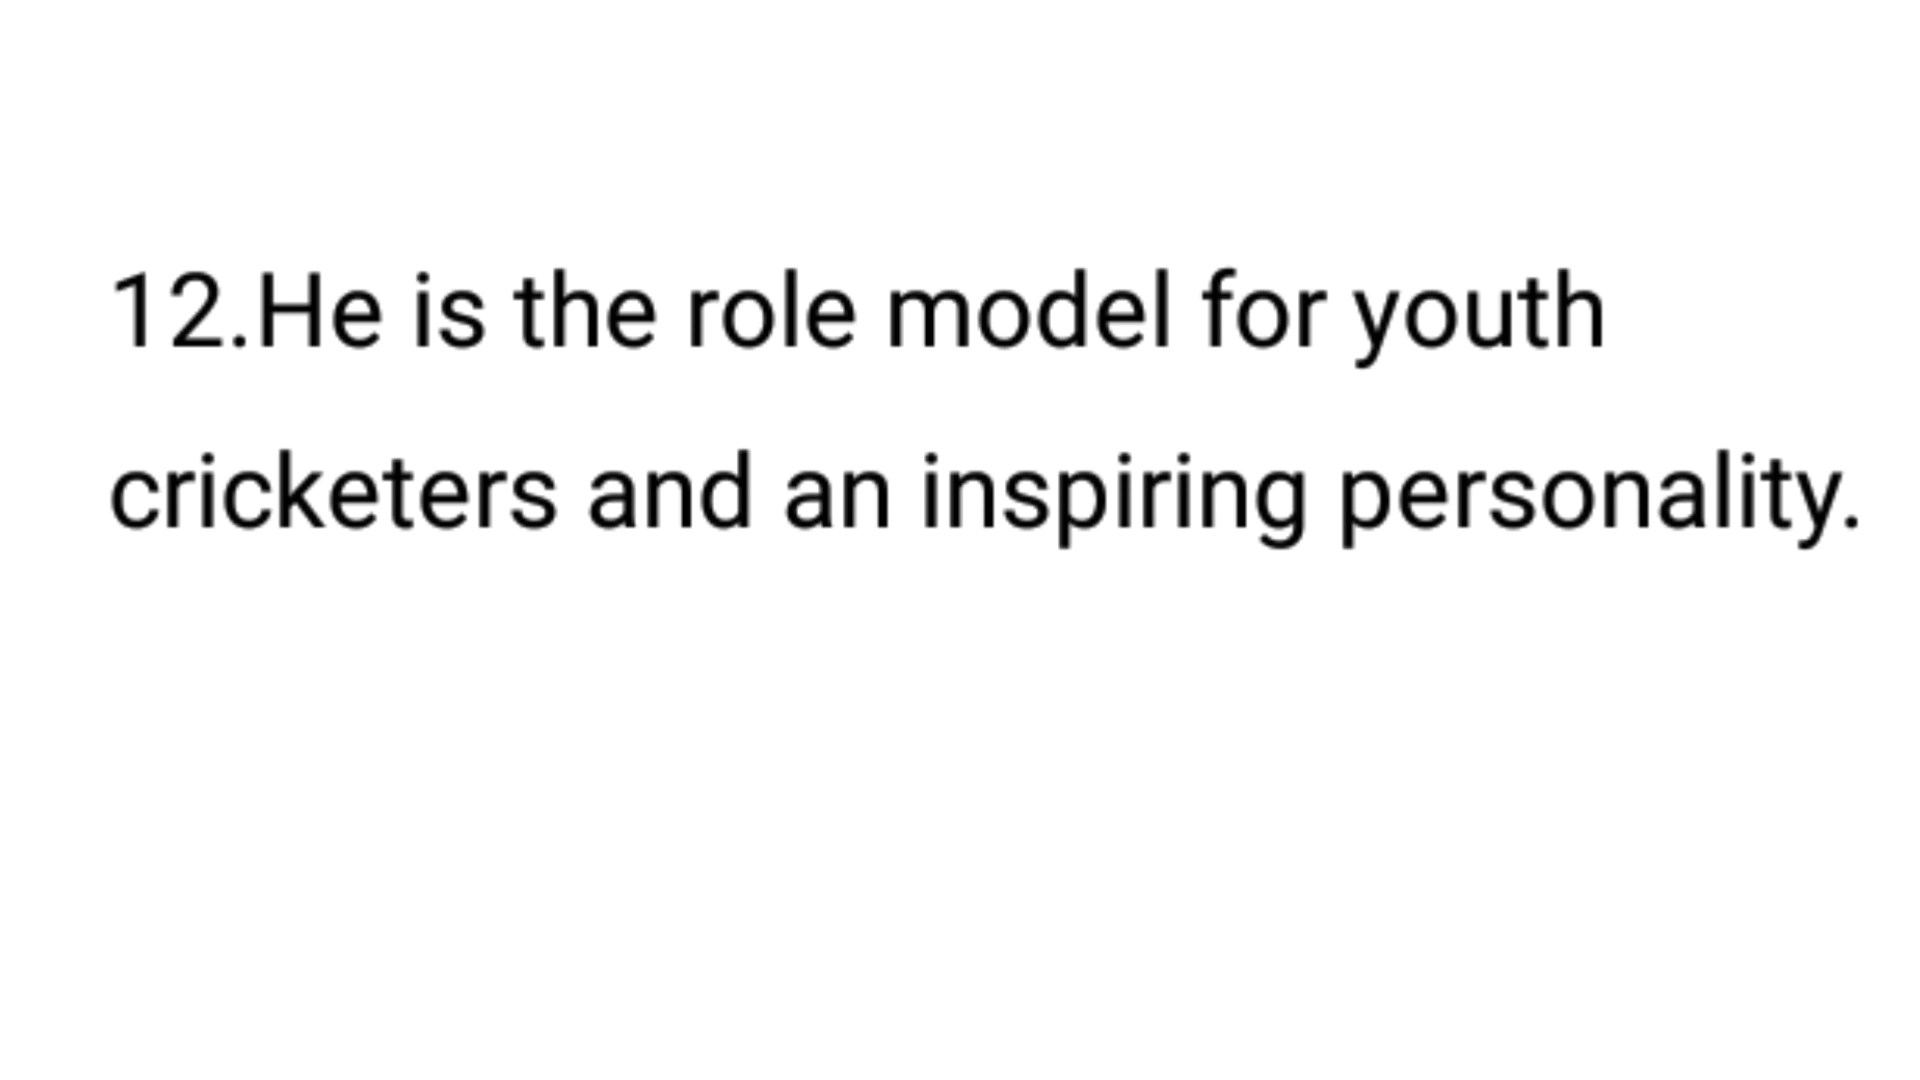 12.He is the role model for youth
cricketers and an inspiring personality.